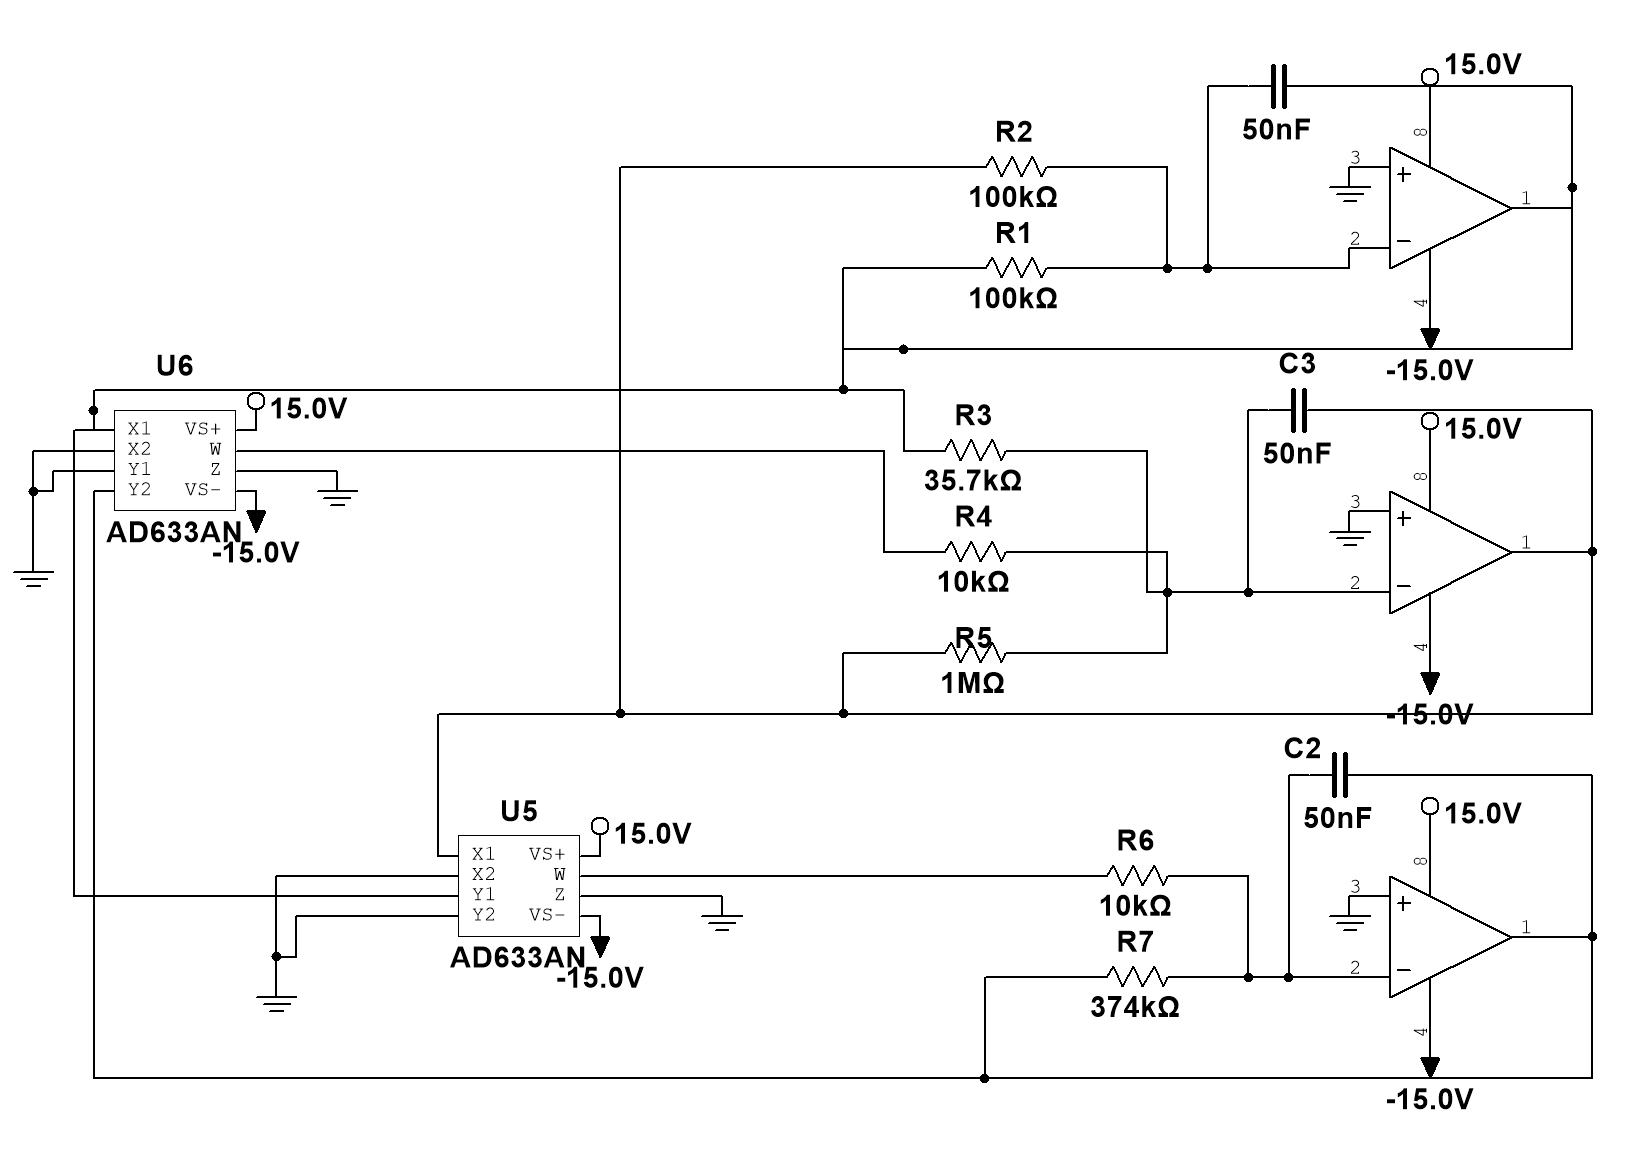 15.0V
8
50nF
R2
3
+
100kΩ
1
R1
2
−
100kΩ
4
-15.0V
U6
C3
15.0V
R3
15.0V
X1 VS+
X2 W
50nF
8
Y1 Z
35.7kΩ
Y2 VS-
3
+
R4
AD633AN
-15.0V
1
10kΩ
2
−
R5
4
1MΩ
-15.0V
C2
U5
15.0V
50nF
15.0V
R6
X1 VS+
8
X2 W
Y1 Z
3
+
10kΩ
Y2 VS-
1
R7
AD633AN
-15.0V
2
−
374kΩ
4
-15.0V